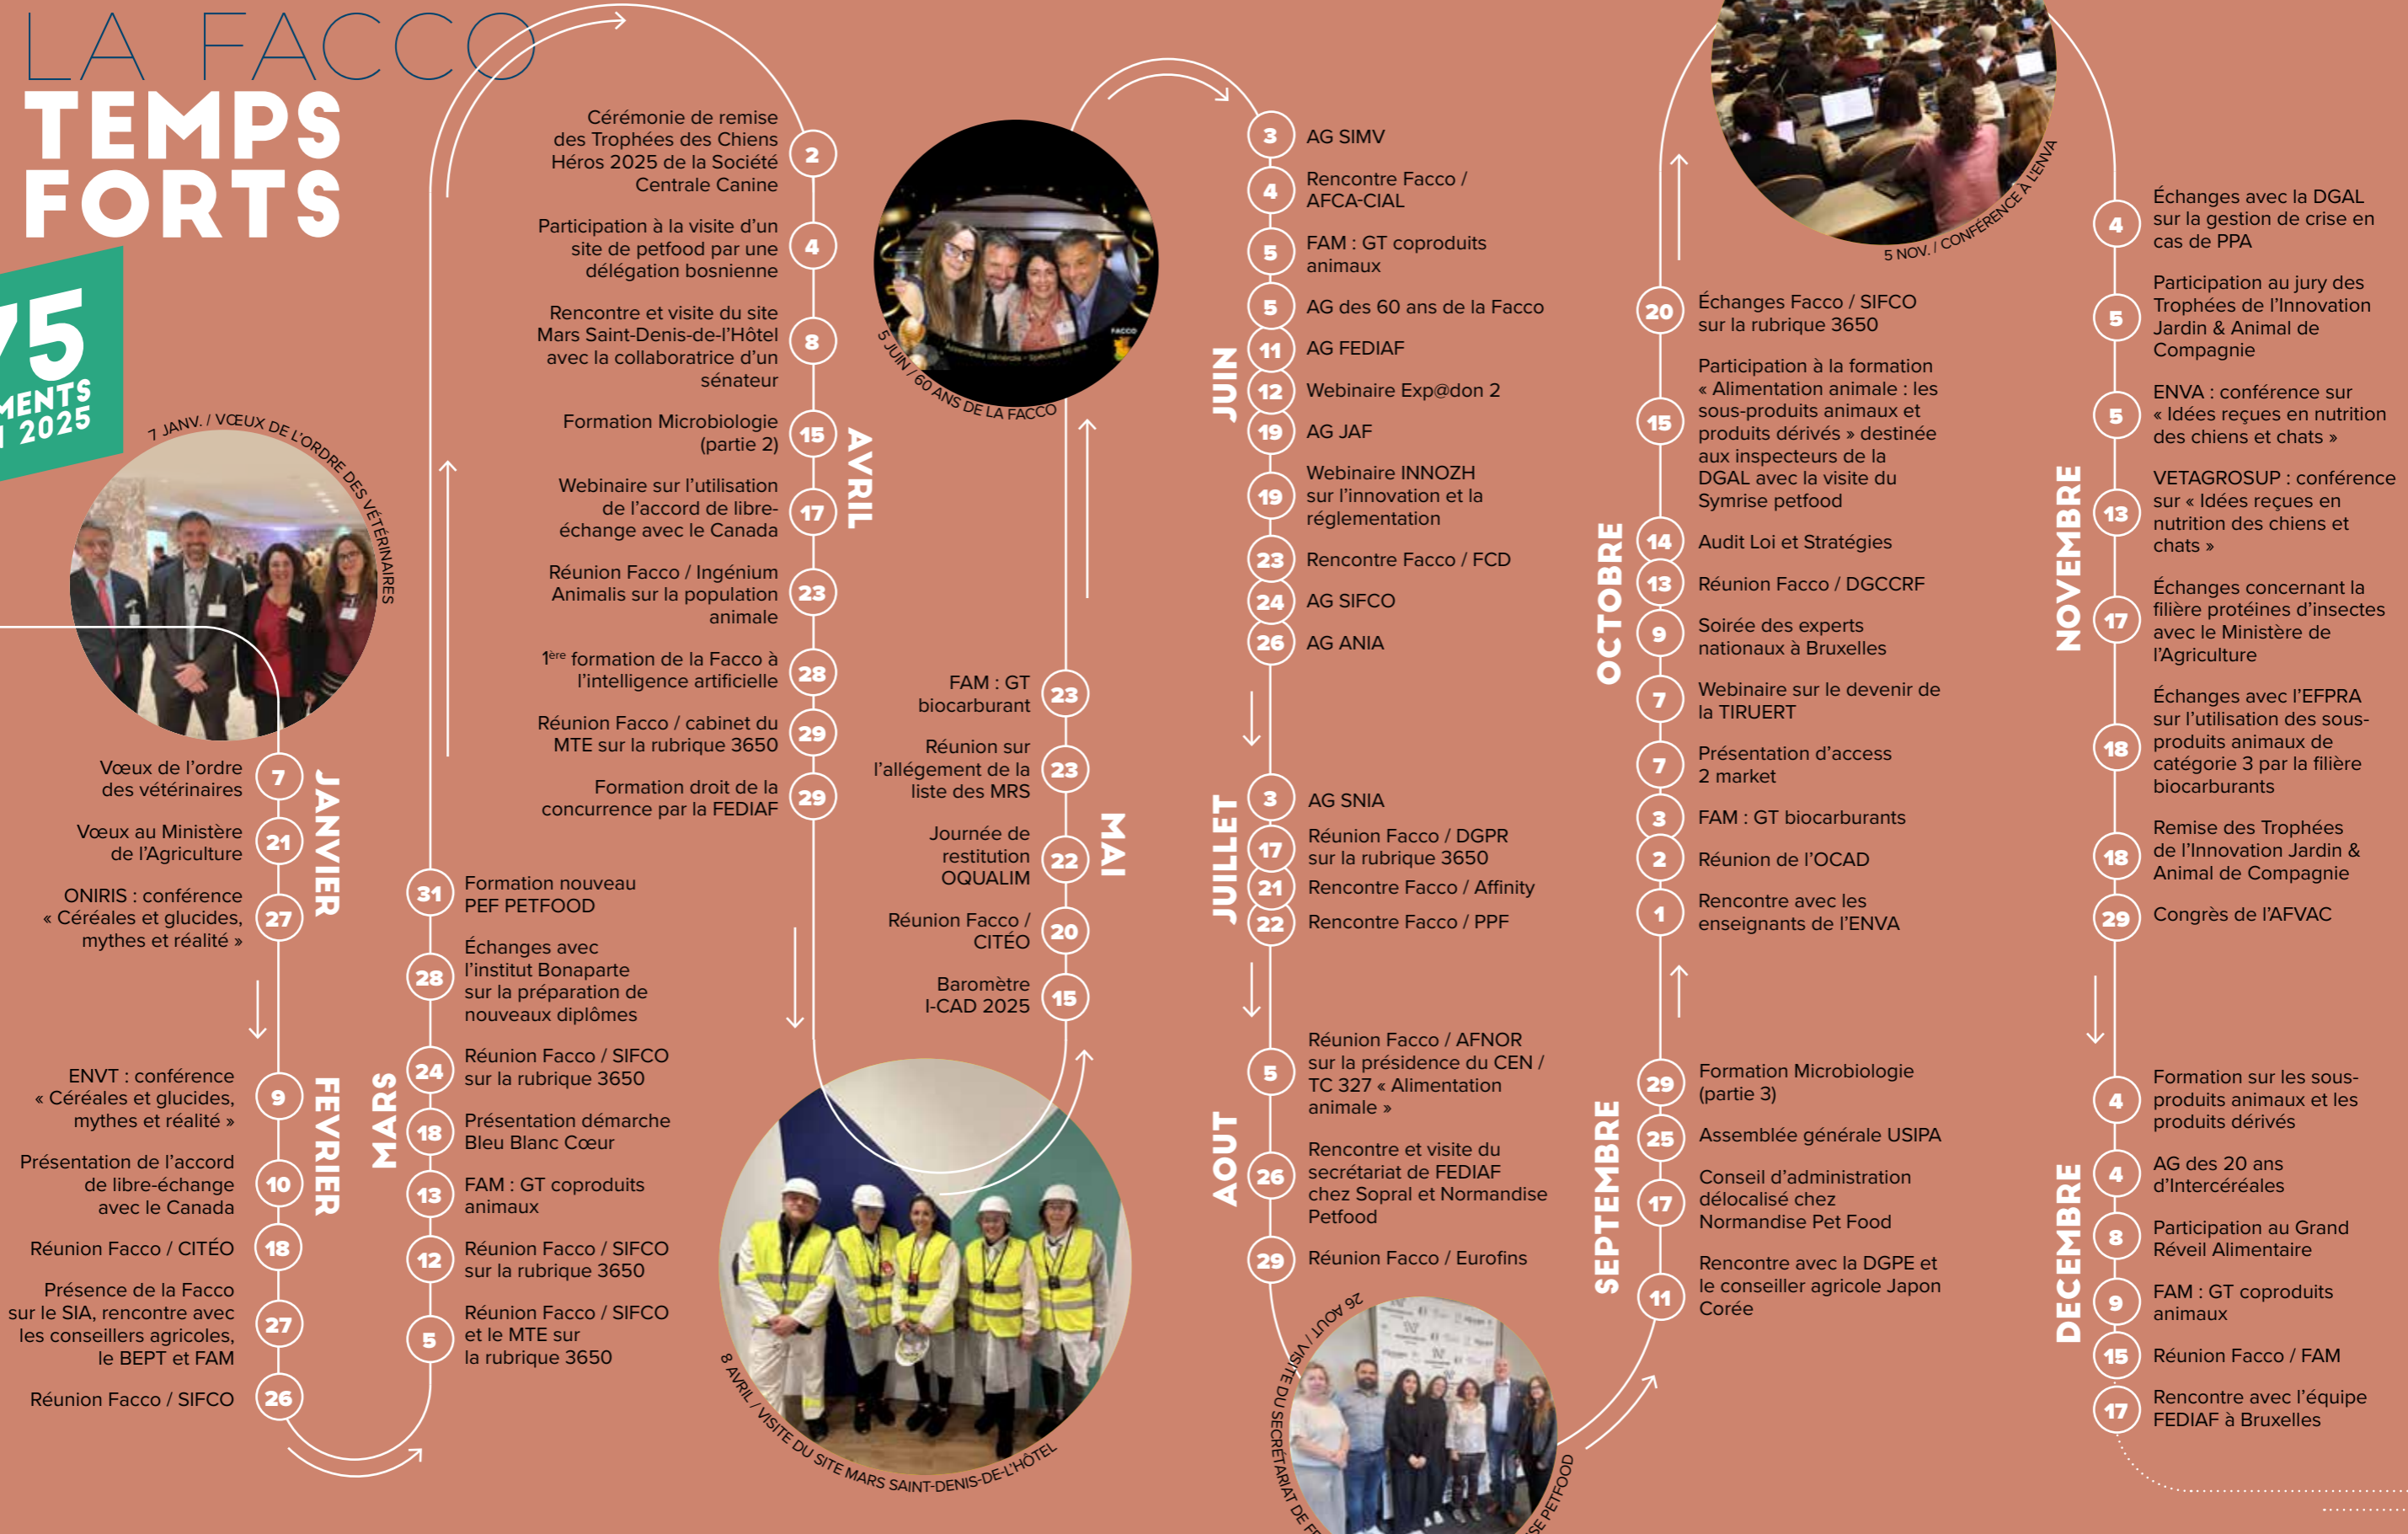 LA FACCO
TEMPS
FORTS
75
2025
7 JANV. / VŒUX DE L'ORDRE DES VÉTÉRINAIRES
JANVIER
7
Vœux de l'ordre
des vétérinaires
21
Vœux au Ministère
de l'Agriculture
27
ONIRIS : conférence
« Céréales et glucides,
mythes et réalité »
FEVRIER
9
ENVT : conférence
« Céréales et glucides,
mythes et réalité »
10
Présentation de l'accord
de libre-échange
avec le Canada
18
Réunion Facco / CITÉO
27
Présence de la Facco
sur le SIA, rencontre avec
les conseillers agricoles,
le BEPT et FAM
26
Réunion Facco / SIFCO
MARS
5
Réunion Facco / SIFCO
et le MTE sur
la rubrique 3650
12
Réunion Facco / SIFCO
sur la rubrique 3650
13
FAM : GT coproduits
animaux
18
Présentation démarche
Bleu Blanc Cœur
24
Réunion Facco / SIFCO
sur la rubrique 3650
28
Échanges avec
l'institut Bonaparte
sur la préparation de
nouveaux diplômes
31
Formation nouveau
PEF PETFOOD
AVRIL
2
Cérémonie de remise
des Trophées des Chiens
Héros 2025 de la Société
Centrale Canine
4
Participation à la visite d'un
site de petfood par une
délégation bosnienne
8
Rencontre et visite du site
Mars Saint-Denis-de-l'Hôtel
avec la collaboratrice d'un
sénateur
15
Formation Microbiologie
(partie 2)
17
Webinaire sur l'utilisation
de l'accord de libre-
échange avec le Canada
23
Réunion Facco / Ingénium
Animalis sur la population
animale
28
1ère formation de la Facco à
l'intelligence artificielle
29
Réunion Facco / cabinet du
MTE sur la rubrique 3650
29
Formation droit de la
concurrence par la FEDIAF
8 AVRIL / VISITE DU SITE MARS SAINT-DENIS-DE-L'HÔTEL
MAI
15
Baromètre
I-CAD 2025
20
Réunion Facco /
CITÉO
22
Journée de
restitution
OQUALIM
23
Réunion sur
l'allégement de la
liste des MRS
23
FAM : GT
biocarburant
FACCO
Assemblée Générale - Spéciale 60 ans
5 JUIN / 60 ANS DE LA FACCO
JUIN
3
AG SIMV
4
Rencontre Facco /
AFCA-CIAL
5
FAM : GT coproduits
animaux
5
AG des 60 ans de la Facco
11
AG FEDIAF
12
Webinaire Exp@don 2
19
AG JAF
19
Webinaire INNOZH
sur l'innovation et la
réglementation
23
Rencontre Facco / FCD
24
AG SIFCO
26
AG ANIA
JUILLET
3
AG SNIA
17
Réunion Facco / DGPR
sur la rubrique 3650
21
Rencontre Facco / Affinity
22
Rencontre Facco / PPF
AOUT
5
Réunion Facco / AFNOR
sur la présidence du CEN /
TC 327 « Alimentation
animale »
26
Rencontre et visite du
secrétariat de FEDIAF
chez Sopral et Normandise
Petfood
29
Réunion Facco / Eurofins
26 AOUT / VISITE DU SECRÉTARIAT DE
PETFOOD
SEPTEMBRE
11
Rencontre avec la DGPE et
le conseiller agricole Japon
Corée
17
Conseil d'administration
délocalisé chez
Normandise Pet Food
25
Assemblée générale USIPA
29
Formation Microbiologie
(partie 3)
OCTOBRE
1
Rencontre avec les
enseignants de l'ENVA
2
Réunion de l'OCAD
3
FAM : GT biocarburants
7
Présentation d'access
2 market
7
Webinaire sur le devenir de
la TIRUERT
9
Soirée des experts
nationaux à Bruxelles
13
Réunion Facco / DGCCRF
14
Audit Loi et Stratégies
15
Participation à la formation
« Alimentation animale : les
sous-produits animaux et
produits dérivés » destinée
aux inspecteurs de la
DGAL avec la visite du
Symrise petfood
20
Échanges Facco / SIFCO
sur la rubrique 3650
5 NOV. / CONFÉRENCE À L'ENVA
NOVEMBRE
4
Échanges avec la DGAL
sur la gestion de crise en
cas de PPA
5
Participation au jury des
Trophées de l'Innovation
Jardin & Animal de
Compagnie
5
ENVA : conférence sur
« Idées reçues en nutrition
des chiens et chats »
13
VETAGROSUP : conférence
sur « Idées reçues en
nutrition des chiens et
chats »
17
Échanges concernant la
filière protéines d'insectes
avec le Ministère de
l'Agriculture
18
Échanges avec l'EFPRA
sur l'utilisation des sous-
produits animaux de
catégorie 3 par la filière
biocarburants
18
Remise des Trophées
de l'Innovation Jardin &
Animal de Compagnie
29
Congrès de l'AFVAC
DECEMBRE
4
Formation sur les sous-
produits animaux et les
produits dérivés
4
AG des 20 ans
d'Intercéréales
8
Participation au Grand
Réveil Alimentaire
9
FAM : GT coproduits
animaux
15
Réunion Facco / FAM
17
Rencontre avec l'équipe
FEDIAF à Bruxelles